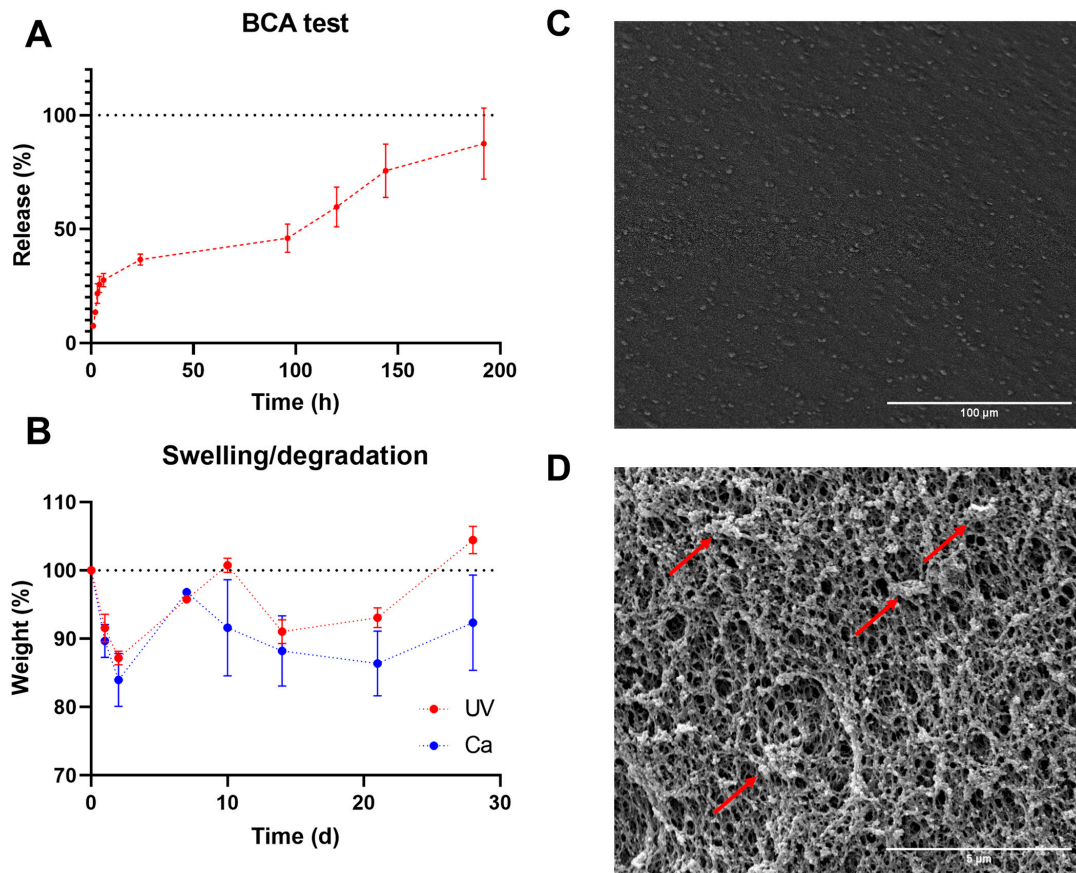 A
BCA test
Release (%)
100
50
0
0 50 100 150 200
Time (h)
B
Swelling/degradation
Weight (%)
110
100
90
80
70
UV
Ca
0 10 20 30
Time (d)
C
100 µm
D
5 µm